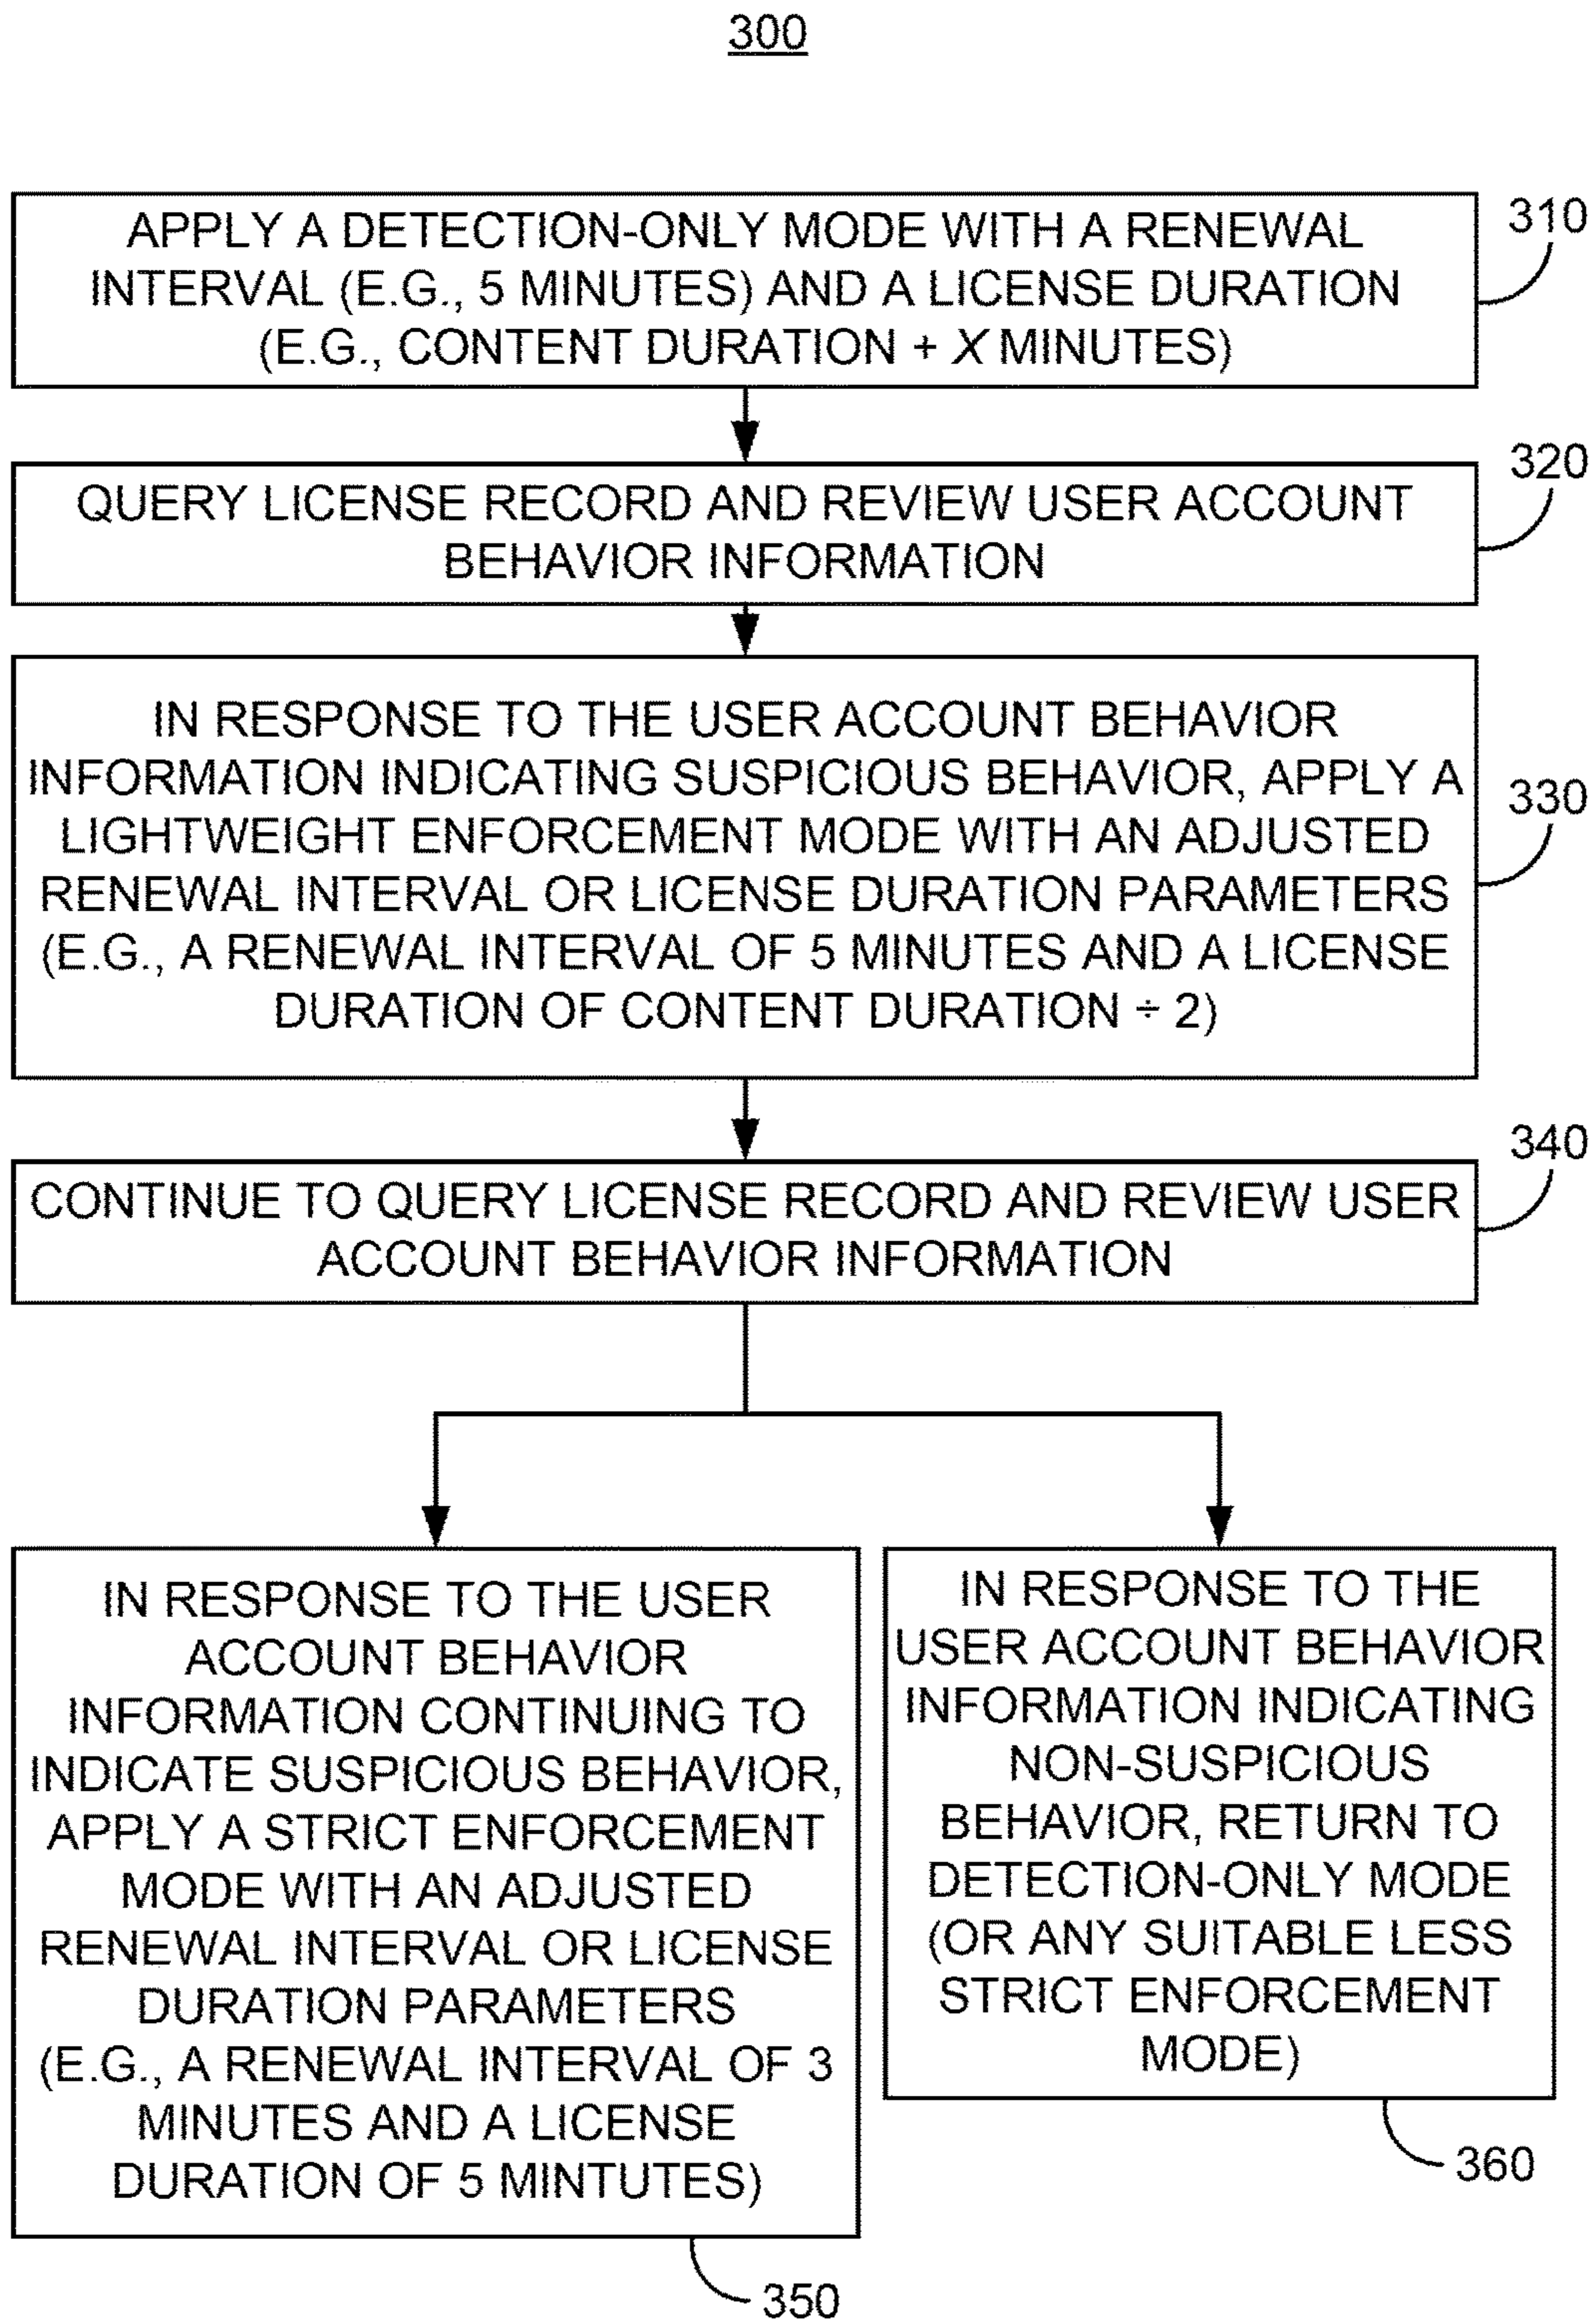 300
APPLY A DETECTION-ONLY MODE WITH A RENEWAL
INTERVAL (E.G., 5 MINUTES) AND A LICENSE DURATION
(E.G., CONTENT DURATION + X MINUTES)
310
QUERY LICENSE RECORD AND REVIEW USER ACCOUNT
BEHAVIOR INFORMATION
320
IN RESPONSE TO THE USER ACCOUNT BEHAVIOR
INFORMATION INDICATING SUSPICIOUS BEHAVIOR, APPLY A
LIGHTWEIGHT ENFORCEMENT MODE WITH AN ADJUSTED
RENEWAL INTERVAL OR LICENSE DURATION PARAMETERS
(E.G., A RENEWAL INTERVAL OF 5 MINUTES AND A LICENSE
DURATION OF CONTENT DURATION ÷ 2)
330
CONTINUE TO QUERY LICENSE RECORD AND REVIEW USER
ACCOUNT BEHAVIOR INFORMATION
340
IN RESPONSE TO THE USER
ACCOUNT BEHAVIOR
INFORMATION CONTINUING TO
INDICATE SUSPICIOUS BEHAVIOR,
APPLY A STRICT ENFORCEMENT
MODE WITH AN ADJUSTED
RENEWAL INTERVAL OR LICENSE
DURATION PARAMETERS
(E.G., A RENEWAL INTERVAL OF 3
MINUTES AND A LICENSE
DURATION OF 5 MINTUTES)
350
IN RESPONSE TO THE
USER ACCOUNT BEHAVIOR
INFORMATION INDICATING
NON-SUSPICIOUS
BEHAVIOR, RETURN TO
DETECTION-ONLY MODE
(OR ANY SUITABLE LESS
STRICT ENFORCEMENT
MODE)
360